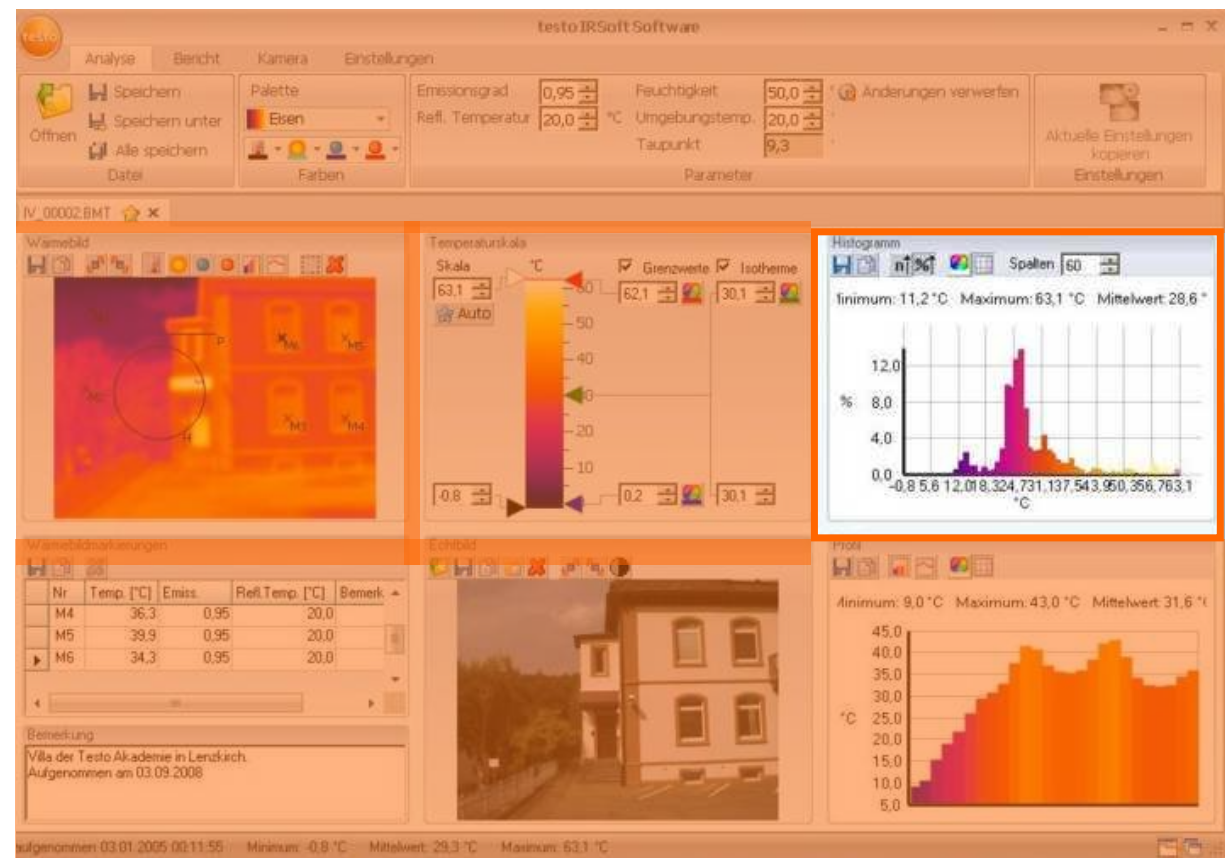 testo
testo IRSoft Software
Analyse Bericht Kamera Einstellungen
Öffnen
Speichern
Speichern unter
Alle speichern
Datei
Palette
Eisen
Farben
Emissionsgrad 0,95
Refl. Temperatur 20,0 °C
Feuchtigkeit 50,0
Umgebungstemp. 20,0
Taupunkt 9,3
Änderungen verwerfen
Parameter
Aktuelle Einstellungen
kopieren
Einstellungen
IV_00002.BMT
Wärmebild
P
M6 M5
M3 M4
H
Temperaturskala
Skala °C Grenzwerte Isotherme
63,1 62,1 30,1
Auto
50
40
20
10
-0.8 0.2 30,1
Histogramm
Spalten 60
inimum: 11,2 °C Maximum: 63,1 °C Mittelwert: 28,6 °
12,0
% 8,0
4,0
0,0
-0,8 5,6 12,0 18,3 24,7 31,1 37,5 43,9 50,3 56,7 63,1
°C
Wärmebildmarkierungen
Nr Temp. [°C] Emiss. Refl.Temp. [°C] Bemerk
M4 36,3 0,95 20,0
M5 39,9 0,95 20,0
M6 34,3 0,95 20,0
Bemerkung
Villa der Testo Akademie in Lenzkirch.
Aufgenommen am 03.09.2008
Echtbild
Profil
inimum: 9,0 °C Maximum: 43,0 °C Mittelwert: 31,6 °
45,0
40,0
35,0
30,0
°C 25,0
20,0
15,0
10,0
5,0
aufgenommen 03.01.2005 00:11:55 Minimum: -0,8 °C Mittelwert: 29,3 °C Maximum: 63,1 °C